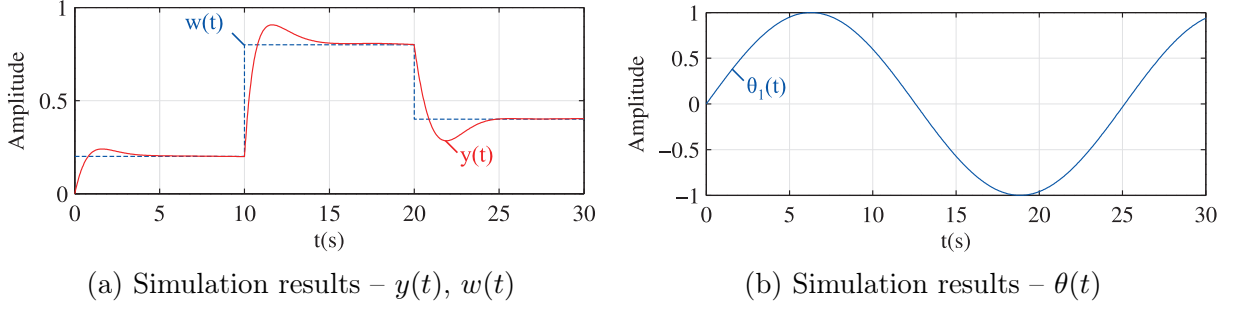 1
0.5
0
Amplitude
w(t)
y(t)
0 5 10 15 20 25 30
t(s)
(a) Simulation results – y(t), w(t)
1
0.5
0
−0.5
−1
Amplitude
θ₁(t)
0 5 10 15 20 25 30
t(s)
(b) Simulation results – θ(t)